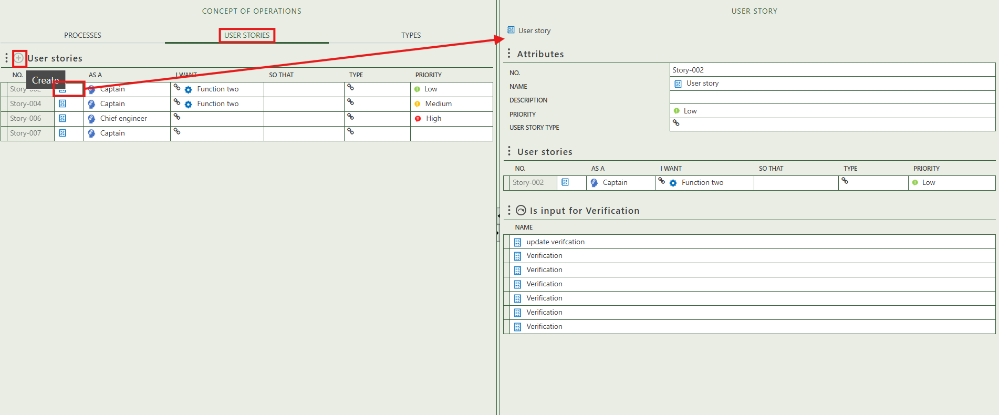 CONCEPT OF OPERATIONS
PROCESSES USER STORIES TYPES
User stories
Create
NO. AS A I WANT SO THAT TYPE PRIORITY
Story-002 Captain Function two Low
Story-004 Captain Function two Medium
Story-006 Chief engineer High
Story-007 Captain
USER STORY
User story
Attributes
NO. Story-002
NAME User story
DESCRIPTION
PRIORITY Low
USER STORY TYPE
User stories
NO. AS A I WANT SO THAT TYPE PRIORITY
Story-002 Captain Function two Low
Is input for Verification
NAME
update verifcation
Verification
Verification
Verification
Verification
Verification
Verification